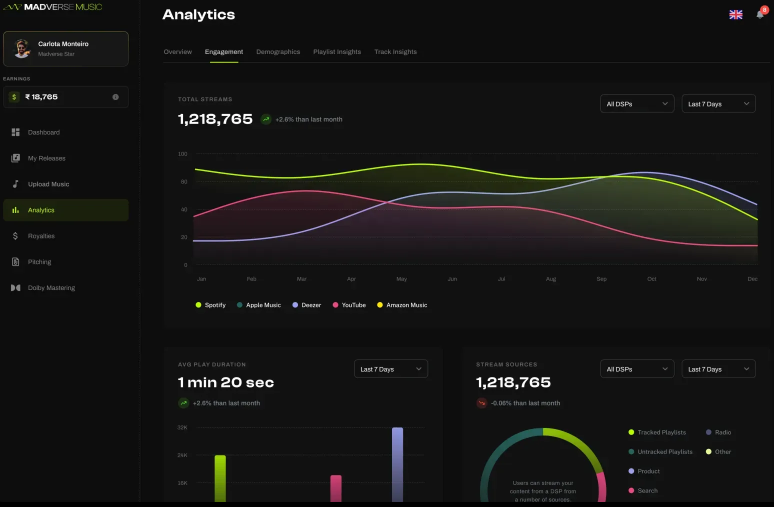 MADVERSE MUSIC
Analytics
8
Carlota Monteiro
Madverse Star
Overview Engagement Demographics Playlist Insights Track Insights
EARNINGS
$ ₹ 18,765
TOTAL STREAMS
All DSPs Last 7 Days
1,218,765 +2.6% than last month
Dashboard
My Releases
Upload Music
Analytics
Royalties
Pitching
Dolby Mastering
100
80
40
20
0
Jan Feb Mar Apr May Jun Jul Aug Sep Oct Nov Dec
Spotify Apple Music Deezer YouTube Amazon Music
AVG PLAY DURATION
Last 7 Days
1 min 20 sec
+2.6% than last month
32K
24K
16K
STREAM SOURCES
All DSPs Last 7 Days
1,218,765
-0.06% than last month
Users can stream your
content from a DSP from
a number of sources.
Tracked Playlists Radio
Untracked Playlists Other
Product
Search